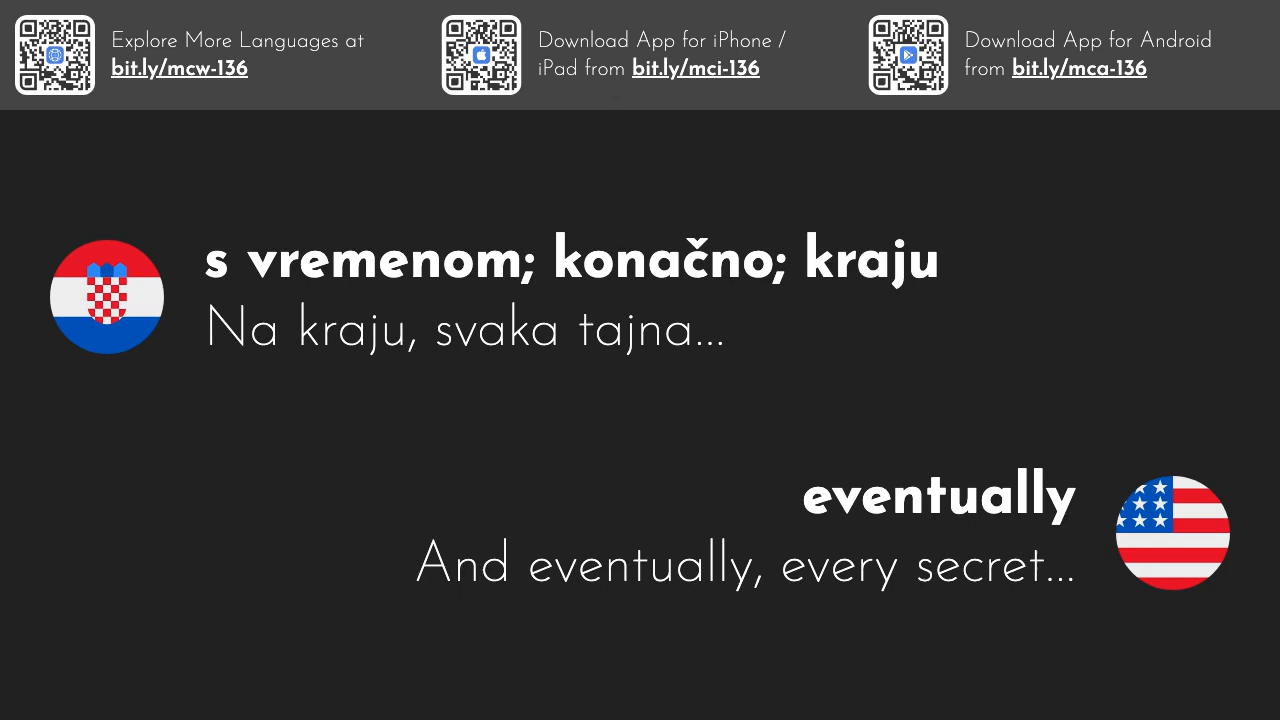 Explore More Languages at
bit.ly/mcw-136
Download App for iPhone /
iPad from bit.ly/mci-136
Download App for Android
from bit.ly/mca-136
s vremenom; konačno; kraju
Na kraju, svaka tajna...
eventually
And eventually, every secret...